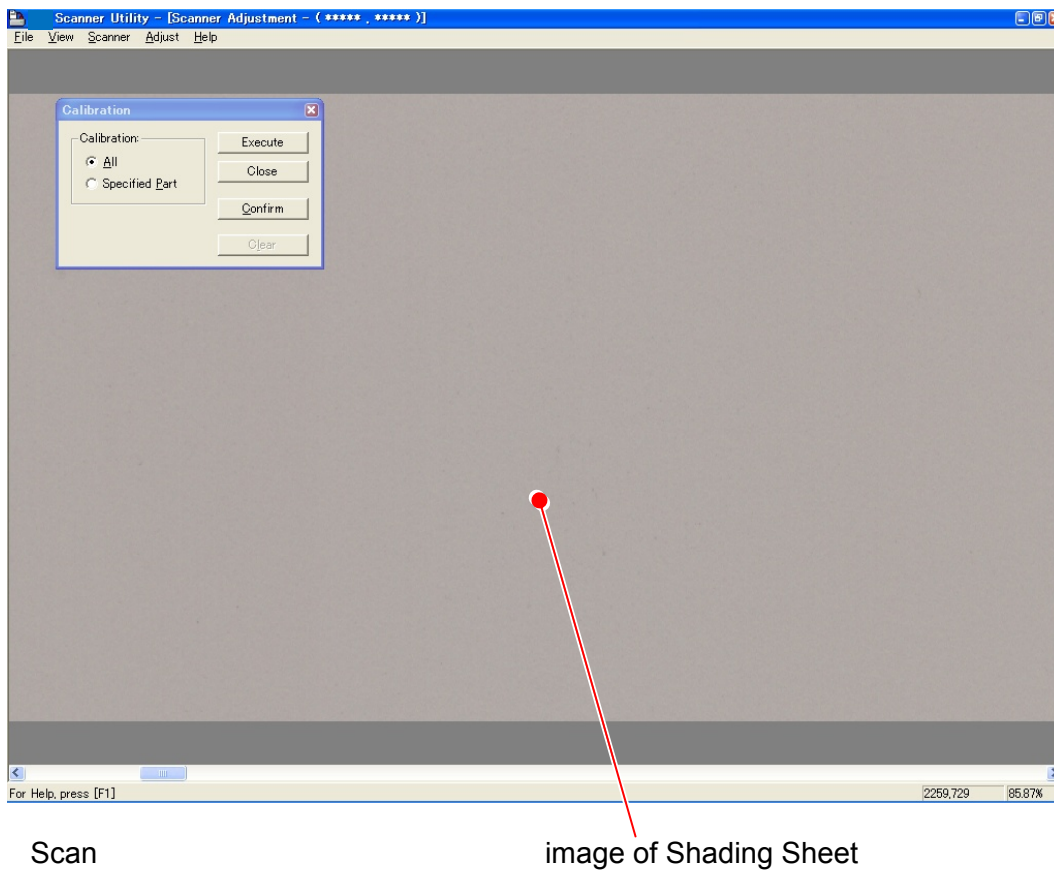 Scanner Utility - [Scanner Adjustment - ( ***** , ***** )]
File View Scanner Adjust Help
Calibration
Calibration:
All
Specified Part
Execute
Close
Confirm
Clear
For Help, press [F1] 2259,729 85.87%
Scan image of Shading Sheet